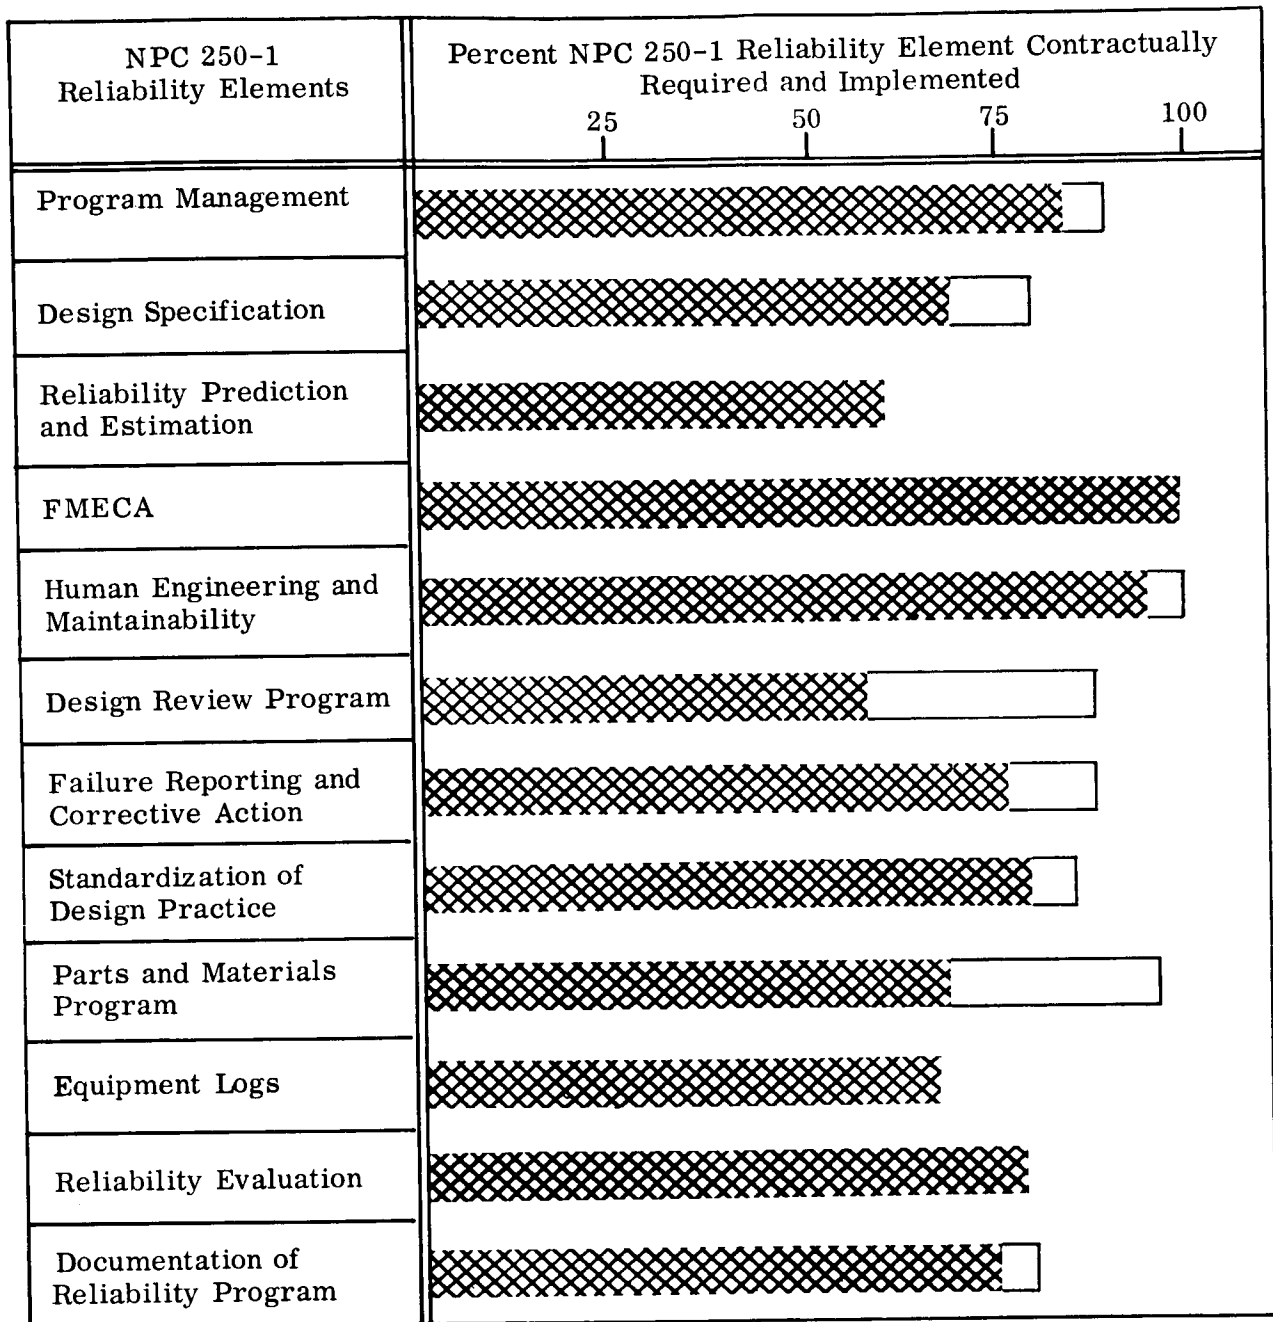 NPC 250-1
Reliability Elements
Percent NPC 250-1 Reliability Element Contractually
Required and Implemented
25 50 75 100
Program Management
Design Specification
Reliability Prediction
and Estimation
FMECA
Human Engineering and
Maintainability
Design Review Program
Failure Reporting and
Corrective Action
Standardization of
Design Practice
Parts and Materials
Program
Equipment Logs
Reliability Evaluation
Documentation of
Reliability Program